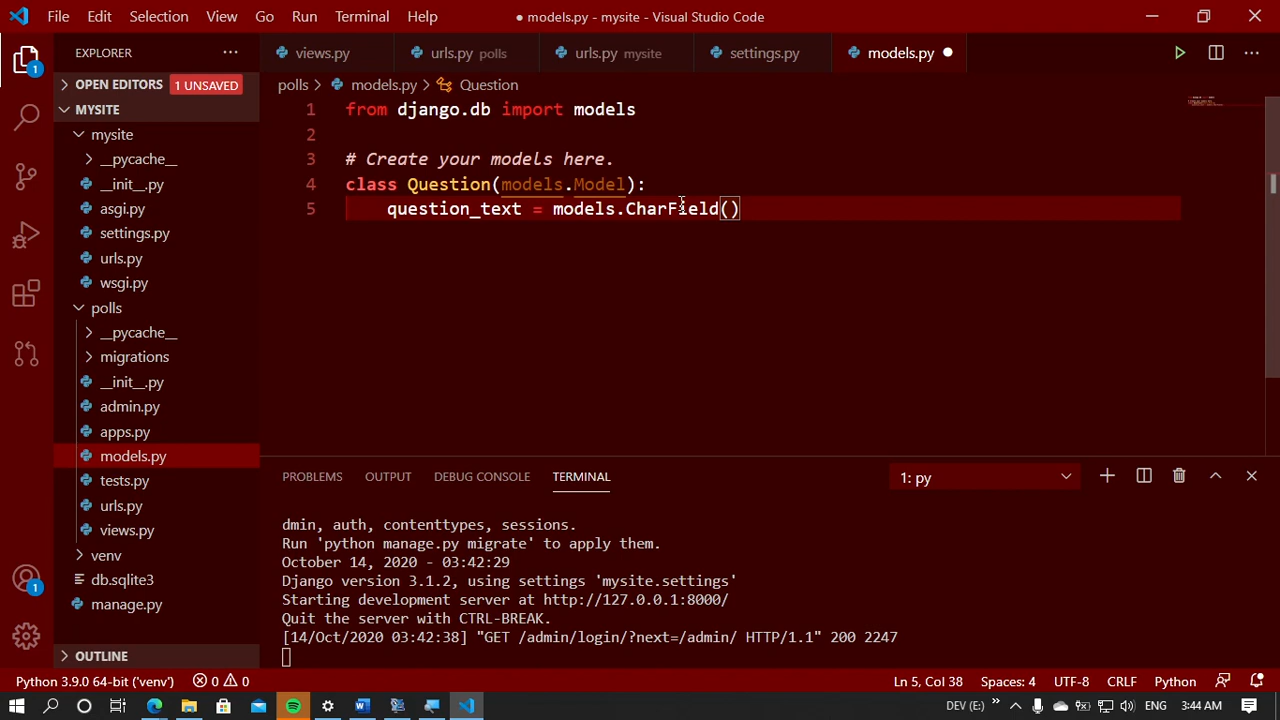 File Edit Selection View Go Run Terminal Help
● models.py - mysite - Visual Studio Code
EXPLORER ···
views.py
urls.py polls
urls.py mysite
settings.py
models.py ●
OPEN EDITORS 1 UNSAVED
MYSITE
mysite
__pycache__
__init__.py
asgi.py
settings.py
urls.py
wsgi.py
polls
__pycache__
migrations
__init__.py
admin.py
apps.py
models.py
tests.py
urls.py
views.py
venv
db.sqlite3
manage.py
OUTLINE
1
1
polls > models.py > Question
1 from django.db import models
2
3 # Create your models here.
4 class Question(models.Model):
5 question_text = models.CharField()
PROBLEMS OUTPUT DEBUG CONSOLE TERMINAL
1: py
dmin, auth, contenttypes, sessions.
Run 'python manage.py migrate' to apply them.
October 14, 2020 - 03:42:29
Django version 3.1.2, using settings 'mysite.settings'
Starting development server at http://127.0.0.1:8000/
Quit the server with CTRL-BREAK.
[14/Oct/2020 03:42:38] "GET /admin/login/?next=/admin/ HTTP/1.1" 200 2247
Python 3.9.0 64-bit ('venv') 0 0
Ln 5, Col 38 Spaces: 4 UTF-8 CRLF Python
DEV (E:) » ENG 3:44 AM